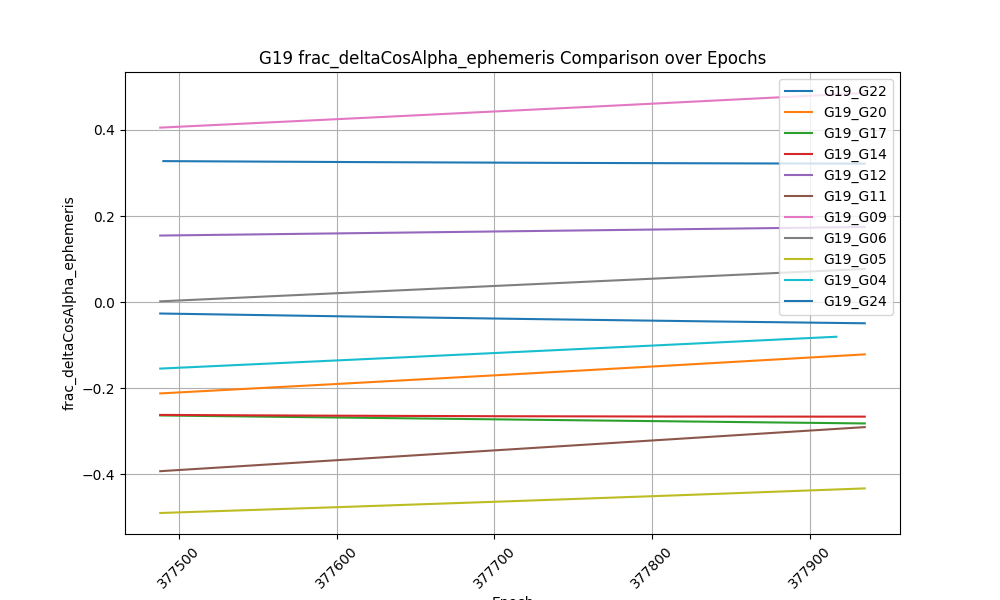 G19 frac_deltaCosAlpha_ephemeris Comparison over Epochs
frac_deltaCosAlpha_ephemeris
0.4
0.2
0.0
−0.2
−0.4
G19_G22
G19_G20
G19_G17
G19_G14
G19_G12
G19_G11
G19_G09
G19_G06
G19_G05
G19_G04
G19_G24
377500
377600
377700
377800
377900
Epoch